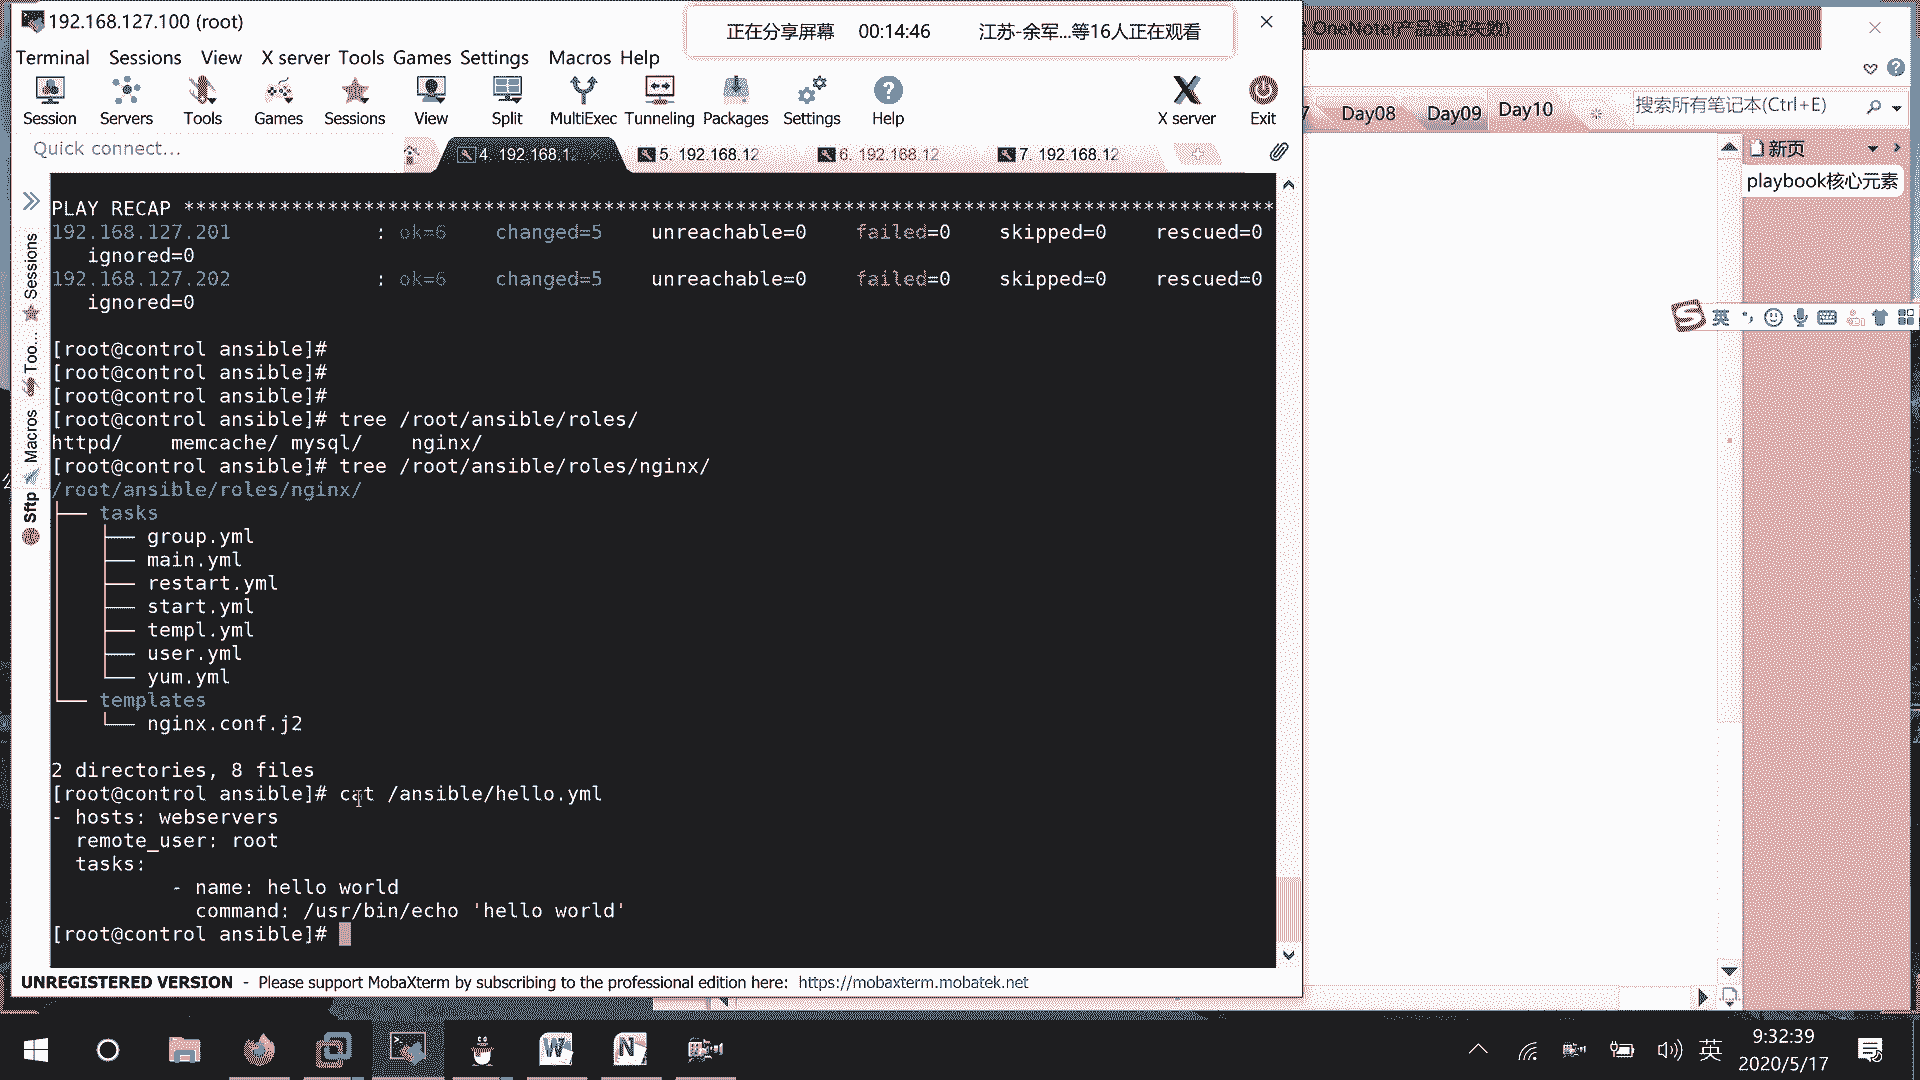 192.168.127.100 (root)
正在分享屏幕 00:14:46 江苏-余军...等16人正在观看
OneNote(产品激活失败)
Terminal Sessions View X server Tools Games Settings Macros Help
Session Servers Tools Games Sessions View Split MultiExec Tunneling Packages Settings Help X server Exit
7 Day08 Day09 Day10 搜索所有笔记本(Ctrl+E)
Quick connect...
4. 192.168.12 5. 192.168.12 6. 192.168.12 7. 192.168.12
新页
playbook核心元素
Sessions
Too...
Macros
Sftp
PLAY RECAP *******************************************************************************************
192.168.127.201 : ok=6 changed=5 unreachable=0 failed=0 skipped=0 rescued=0
ignored=0
192.168.127.202 : ok=6 changed=5 unreachable=0 failed=0 skipped=0 rescued=0
ignored=0
[root@control ansible]#
[root@control ansible]#
[root@control ansible]#
[root@control ansible]# tree /root/ansible/roles/
httpd/ memcache/ mysql/ nginx/
[root@control ansible]# tree /root/ansible/roles/nginx/
/root/ansible/roles/nginx/
├── tasks
│   ├── group.yml
│   ├── main.yml
│   ├── restart.yml
│   ├── start.yml
│   ├── templ.yml
│   ├── user.yml
│   └── yum.yml
└── templates
    └── nginx.conf.j2
2 directories, 8 files
[root@control ansible]# cat /ansible/hello.yml
- hosts: webservers
  remote_user: root
  tasks:
          - name: hello world
            command: /usr/bin/echo 'hello world'
[root@control ansible]#
UNREGISTERED VERSION - Please support MobaXterm by subscribing to the professional edition here: https://mobaxterm.mobatek.net
英
英
9:32:39
2020/5/17